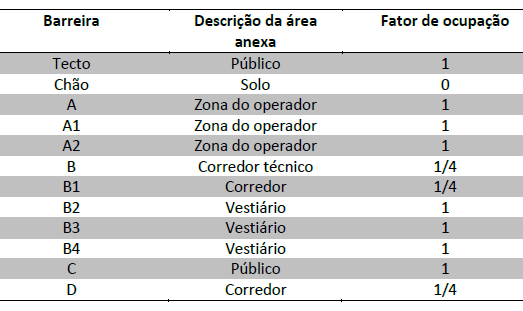 Barreira Descrição da área anexa Fator de ocupação
Tecto Público 1
Chão Solo 0
A Zona do operador 1
A1 Zona do operador 1
A2 Zona do operador 1
B Corredor técnico 1/4
B1 Corredor 1/4
B2 Vestiário 1
B3 Vestiário 1
B4 Vestiário 1
C Público 1
D Corredor 1/4